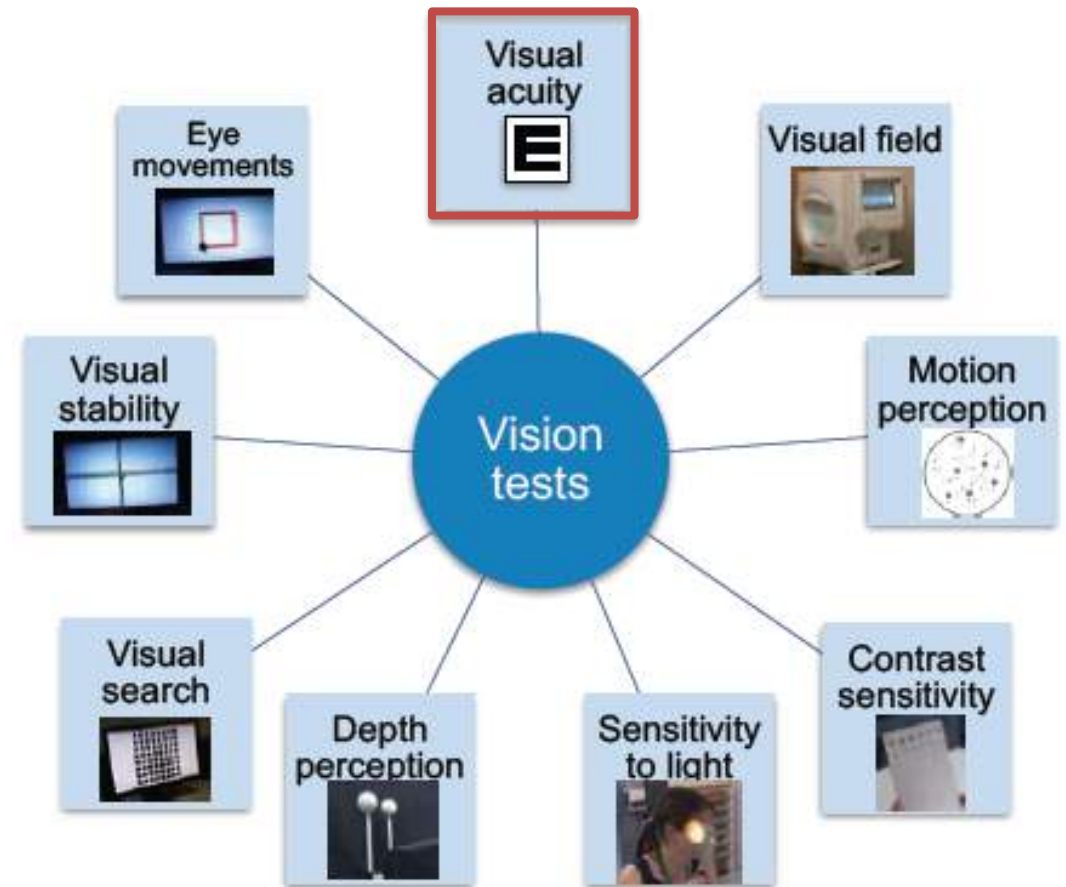 Visual
acuity
E
Eye
movements
Visual field
Visual
stability
Motion
perception
Vision
tests
Visual
search
Depth
perception
Sensitivity
to light
Contrast
sensitivity